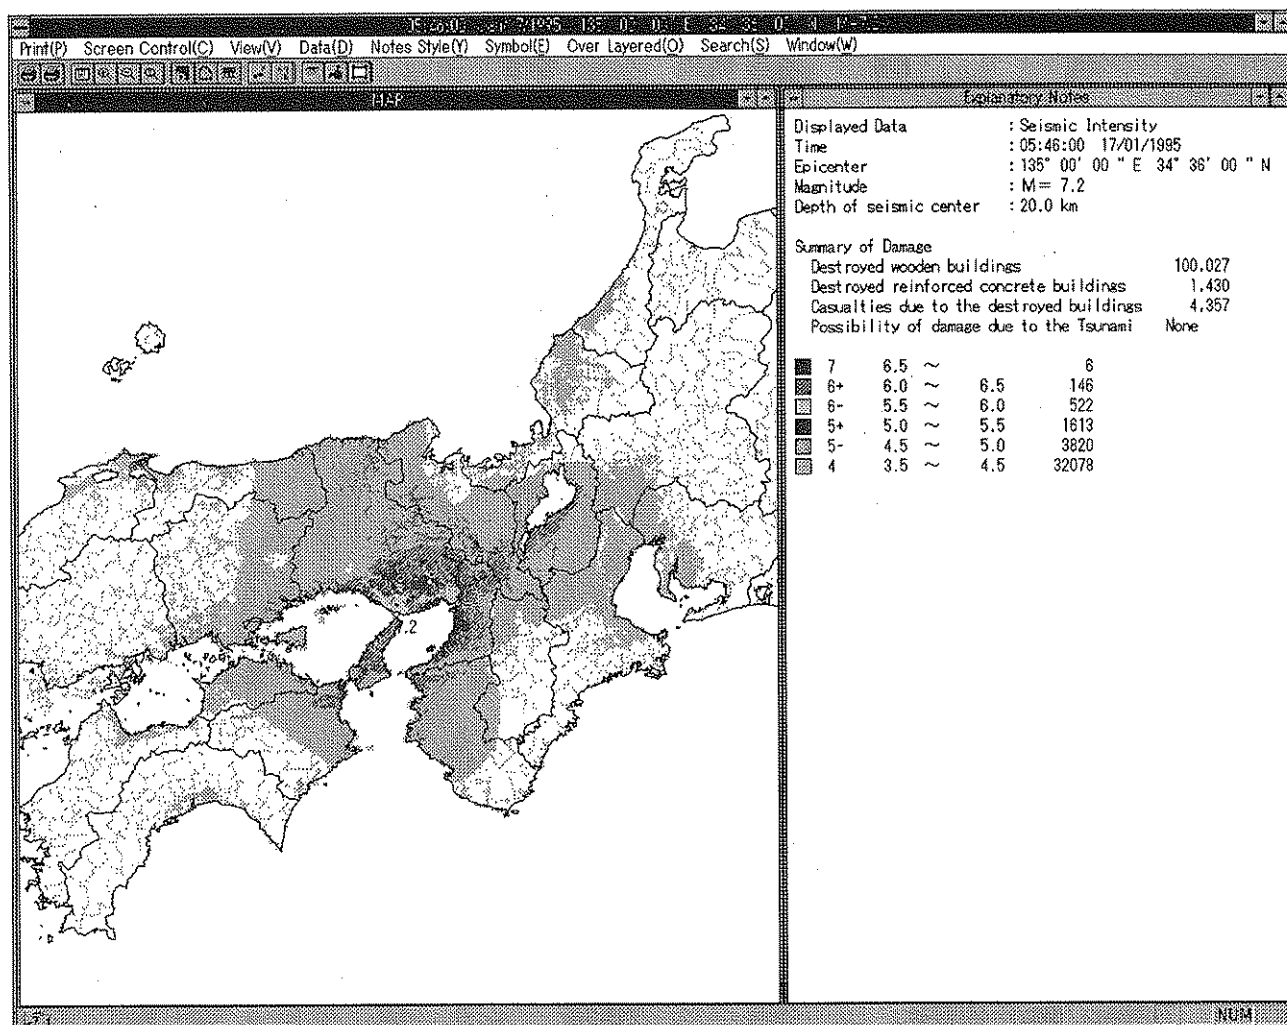 Print(P) Screen Control(C) View(V) Data(D) Notes Style(Y) Symbol(E) Over Layered(O) Search(S) Window(W)
MAP
Explanatory Notes
Displayed Data : Seismic Intensity
Time : 05:46:00 17/01/1995
Epicenter : 135° 00' 00 " E 34° 36' 00 " N
Magnitude : M= 7.2
Depth of seismic center : 20.0 km
Summary of Damage
Destroyed wooden buildings 100.027
Destroyed reinforced concrete buildings 1.430
Casualties due to the destroyed buildings 4.357
Possibility of damage due to the Tsunami None
7 6.5 ~ 6
6+ 6.0 ~ 6.5 146
6- 5.5 ~ 6.0 522
5+ 5.0 ~ 5.5 1613
5- 4.5 ~ 5.0 3820
4 3.5 ~ 4.5 32078
NUM